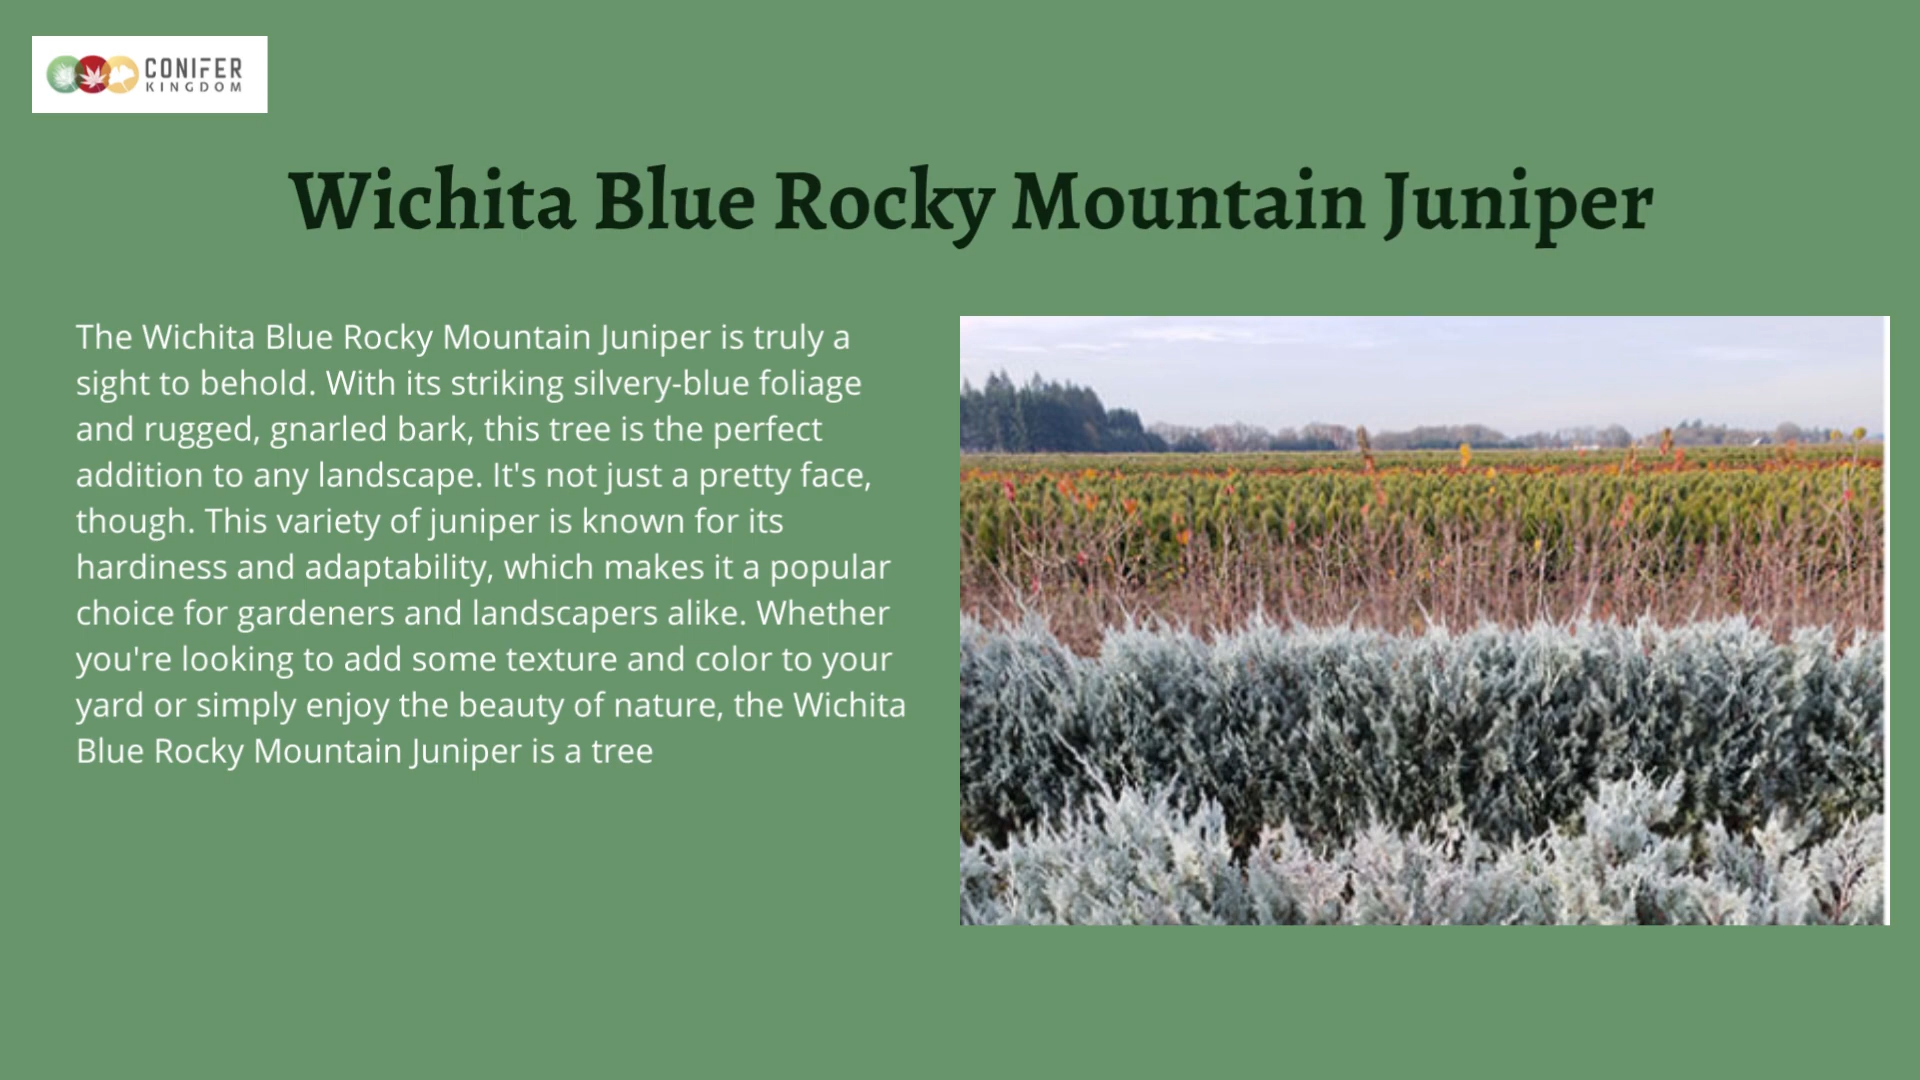 CONIFER
KINGDOM
Wichita Blue Rocky Mountain Juniper
The Wichita Blue Rocky Mountain Juniper is truly a
sight to behold. With its striking silvery-blue foliage
and rugged, gnarled bark, this tree is the perfect
addition to any landscape. It's not just a pretty face,
though. This variety of juniper is known for its
hardiness and adaptability, which makes it a popular
choice for gardeners and landscapers alike. Whether
you're looking to add some texture and color to your
yard or simply enjoy the beauty of nature, the Wichita
Blue Rocky Mountain Juniper is a tree